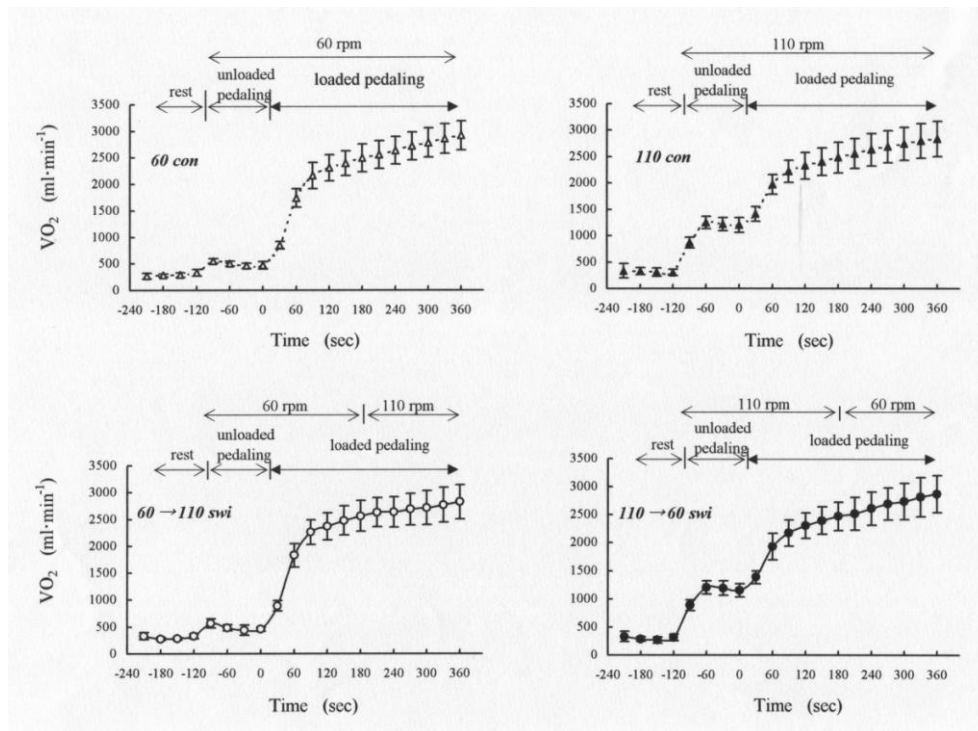 60 rpm
unloaded
rest pedaling loaded pedaling
3500
3000
2500
2000
1500
1000
500
0
60 con
VO2 (ml·min-1)
-240 -180 -120 -60 0 60 120 180 240 300 360
Time (sec)
110 rpm
unloaded
rest pedaling loaded pedaling
3500
3000
2500
2000
1500
1000
500
0
110 con
-240 -180 -120 -60 0 60 120 180 240 300 360
Time (sec)
60 rpm 110 rpm
unloaded
rest pedaling loaded pedaling
3500
3000
2500
2000
1500
1000
500
0
60 →110 swi
VO2 (ml·min-1)
-240 -180 -120 -60 0 60 120 180 240 300 360
Time (sec)
110 rpm 60 rpm
unloaded
rest pedaling loaded pedaling
3500
3000
2500
2000
1500
1000
500
0
110 →60 swi
-240 -180 -120 -60 0 60 120 180 240 300 360
Time (sec)